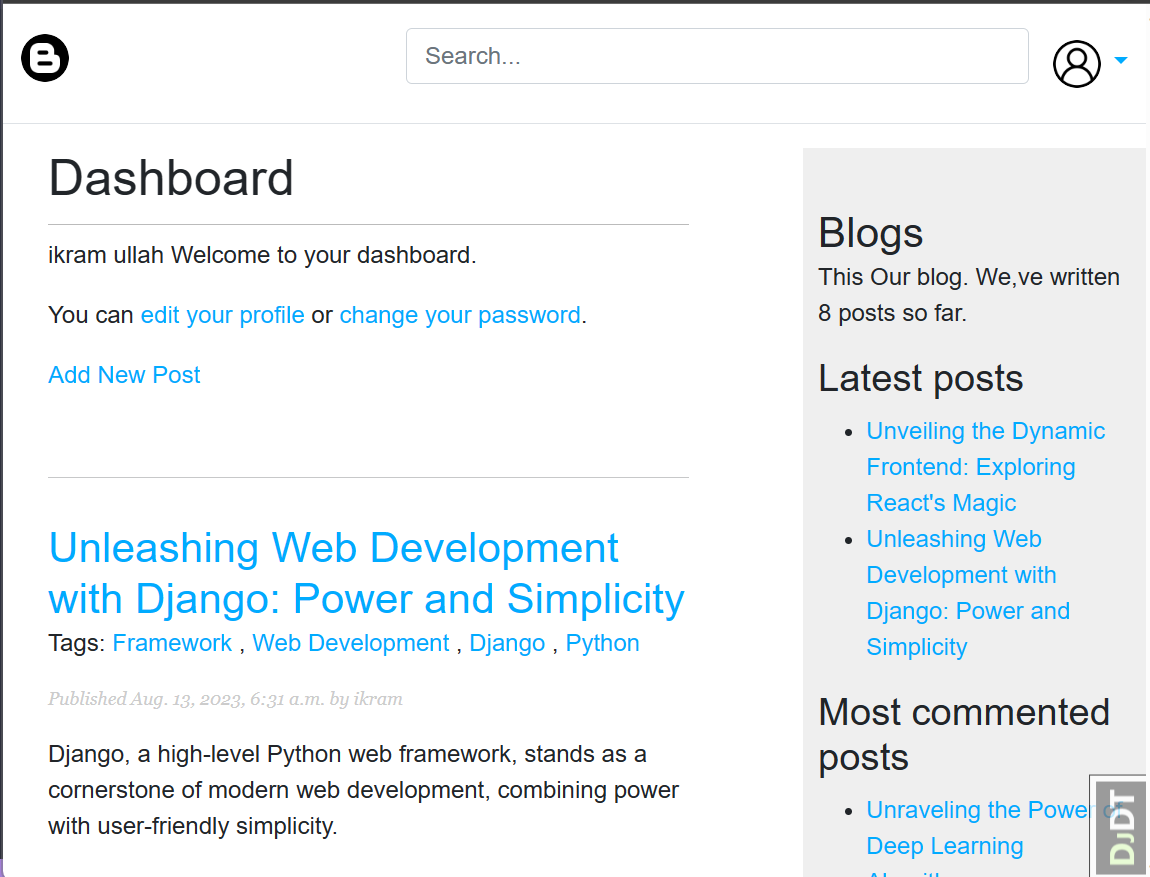 Search...
Dashboard
ikram ullah Welcome to your dashboard.
You can edit your profile or change your password.
Add New Post
Unleashing Web Development
with Django: Power and Simplicity
Tags: Framework , Web Development , Django , Python
Published Aug. 13, 2023, 6:31 a.m. by ikram
Django, a high-level Python web framework, stands as a
cornerstone of modern web development, combining power
with user-friendly simplicity.
Blogs
This Our blog. We,ve written
8 posts so far.
Latest posts
Unveiling the Dynamic
Frontend: Exploring
React's Magic
Unleashing Web
Development with
Django: Power and
Simplicity
Most commented
posts
Unraveling the Power of
Deep Learning
DJDT